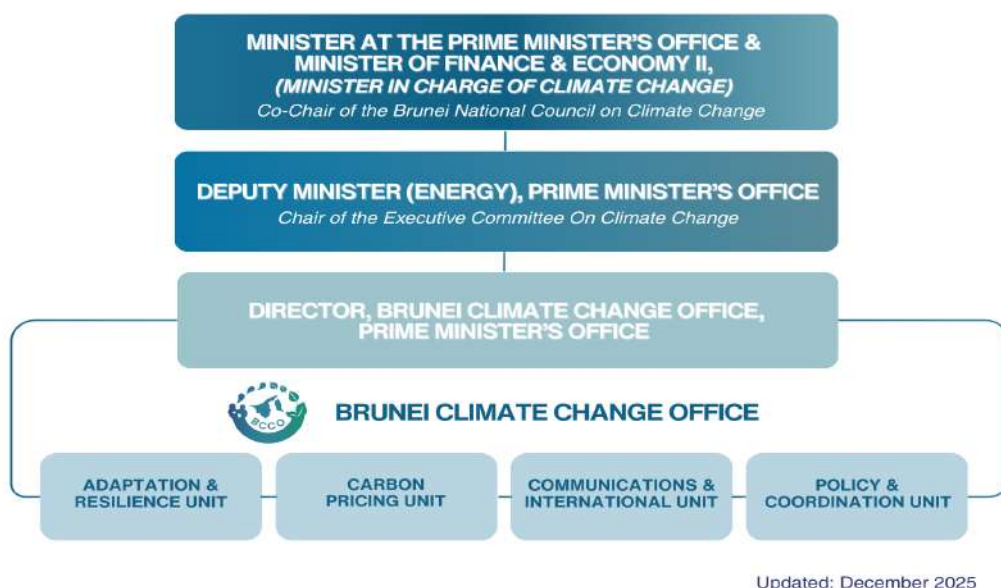 MINISTER AT THE PRIME MINISTER'S OFFICE &
MINISTER OF FINANCE & ECONOMY II,
(MINISTER IN CHARGE OF CLIMATE CHANGE)
Co-Chair of the Brunei National Council on Climate Change
DEPUTY MINISTER (ENERGY), PRIME MINISTER'S OFFICE
Chair of the Executive Committee On Climate Change
DIRECTOR, BRUNEI CLIMATE CHANGE OFFICE,
PRIME MINISTER'S OFFICE
BCCO
BRUNEI CLIMATE CHANGE OFFICE
ADAPTATION &
RESILIENCE UNIT
CARBON
PRICING UNIT
COMMUNICATIONS &
INTERNATIONAL UNIT
POLICY &
COORDINATION UNIT
Updated: December 2025